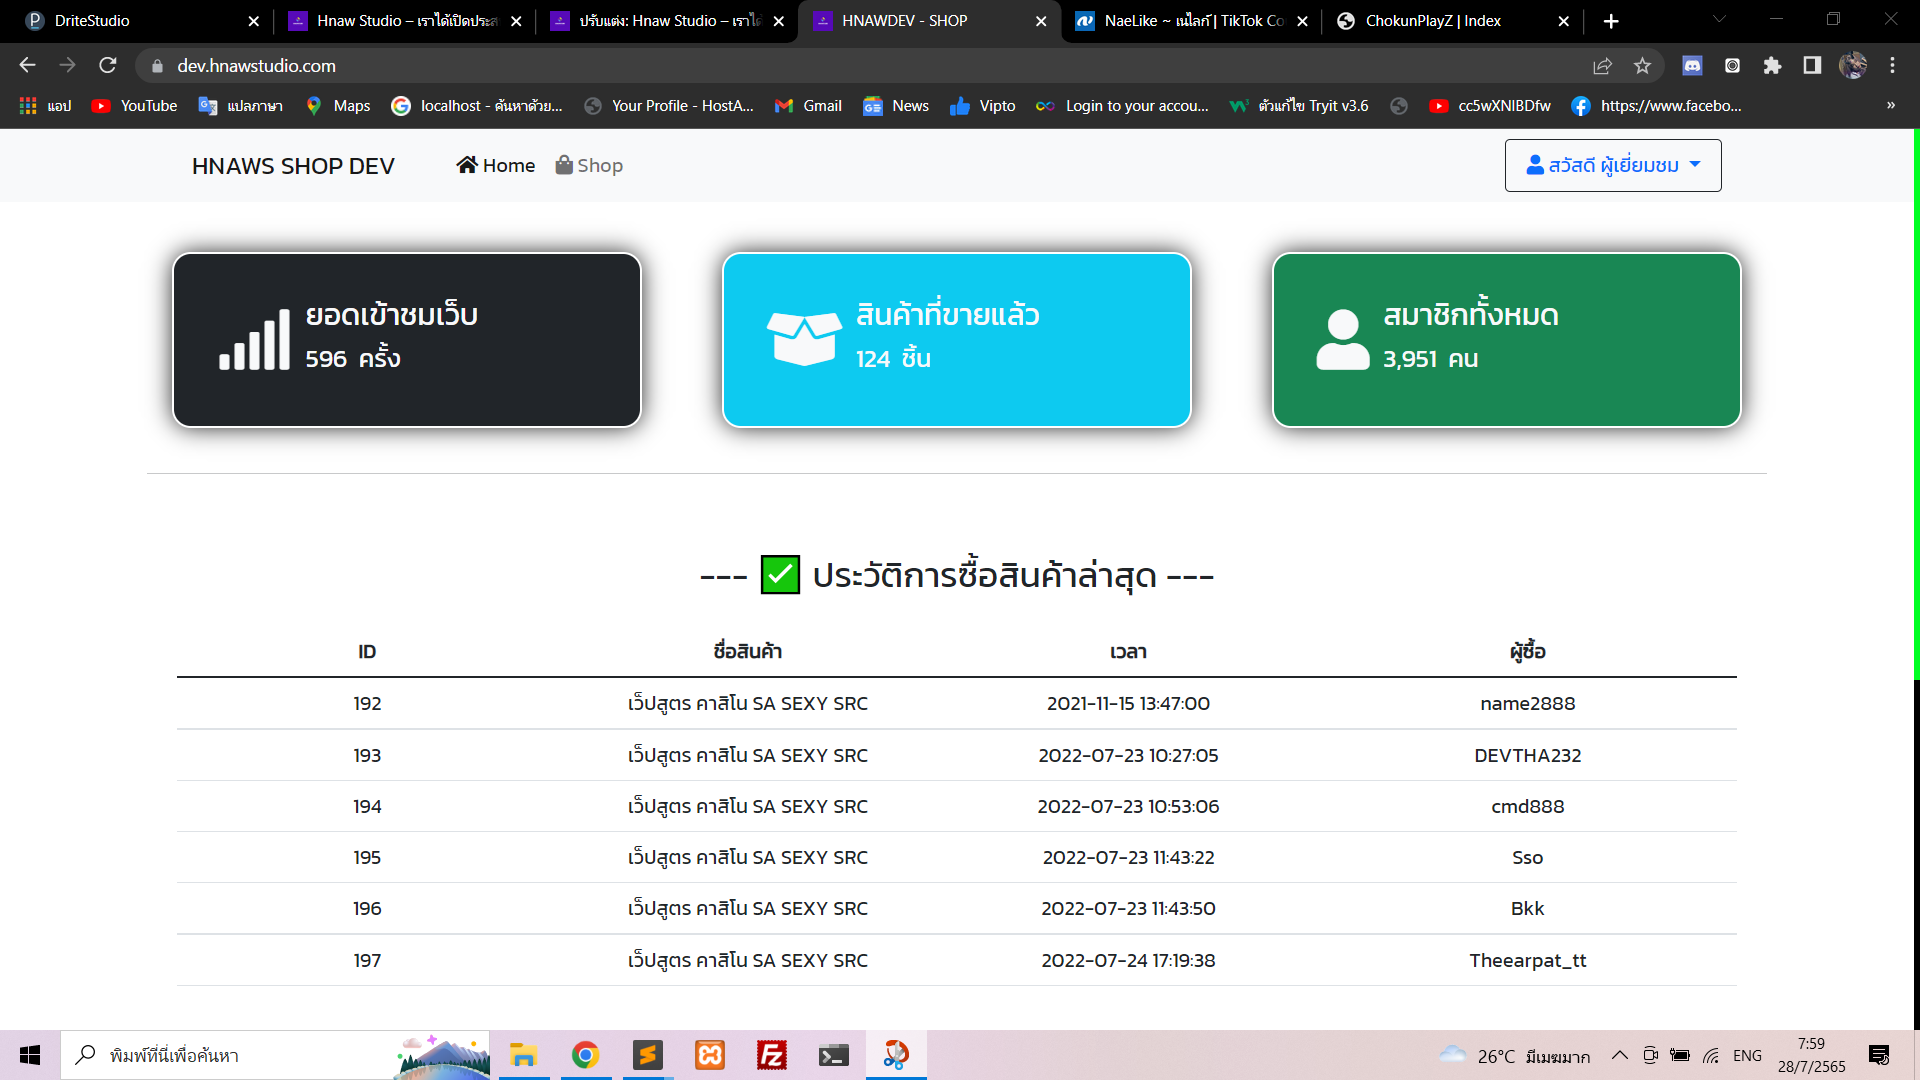 DriteStudio
Hnaw Studio – เราได้เปิดประส
ปรับแต่ง: Hnaw Studio – เราได้
HNAWDEV - SHOP
NaeLike ~ เนไลก์ | TikTok Co
ChokunPlayZ | Index
dev.hnawstudio.com
แอป
YouTube
แปลภาษา
Maps
localhost - ค้นหาด้วย...
Your Profile - HostA...
Gmail
News
Vipto
Login to your accou...
ตัวแก้ไข Tryit v3.6
cc5wXNIBDfw
https://www.facebo...
»
HNAWS SHOP DEV
Home
Shop
สวัสดี ผู้เยี่ยมชม
ยอดเข้าชมเว็บ
596 ครั้ง
สินค้าที่ขายแล้ว
124 ชิ้น
สมาชิกทั้งหมด
3,951 คน
--- ✅ ประวัติการซื้อสินค้าล่าสุด ---
ID ชื่อสินค้า เวลา ผู้ซื้อ
192 เว็ปสูตร คาสิโน SA SEXY SRC 2021-11-15 13:47:00 name2888
193 เว็ปสูตร คาสิโน SA SEXY SRC 2022-07-23 10:27:05 DEVTHA232
194 เว็ปสูตร คาสิโน SA SEXY SRC 2022-07-23 10:53:06 cmd888
195 เว็ปสูตร คาสิโน SA SEXY SRC 2022-07-23 11:43:22 Sso
196 เว็ปสูตร คาสิโน SA SEXY SRC 2022-07-23 11:43:50 Bkk
197 เว็ปสูตร คาสิโน SA SEXY SRC 2022-07-24 17:19:38 Theearpat_tt
พิมพ์ที่นี่เพื่อค้นหา
26°C มีเมฆมาก
ENG
7:59
28/7/2565